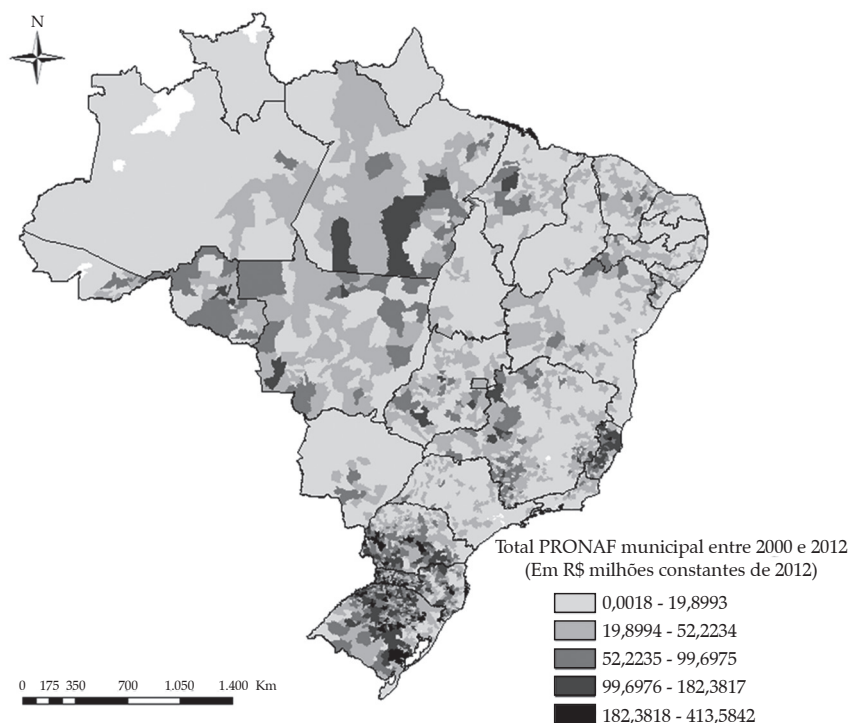 N
Total PRONAF municipal entre 2000 e 2012
(Em R$ milhões constantes de 2012)
0,0018 - 19,8993
19,8994 - 52,2234
52,2235 - 99,6975
99,6976 - 182,3817
182,3818 - 413,5842
0 175 350 700 1.050 1.400 Km